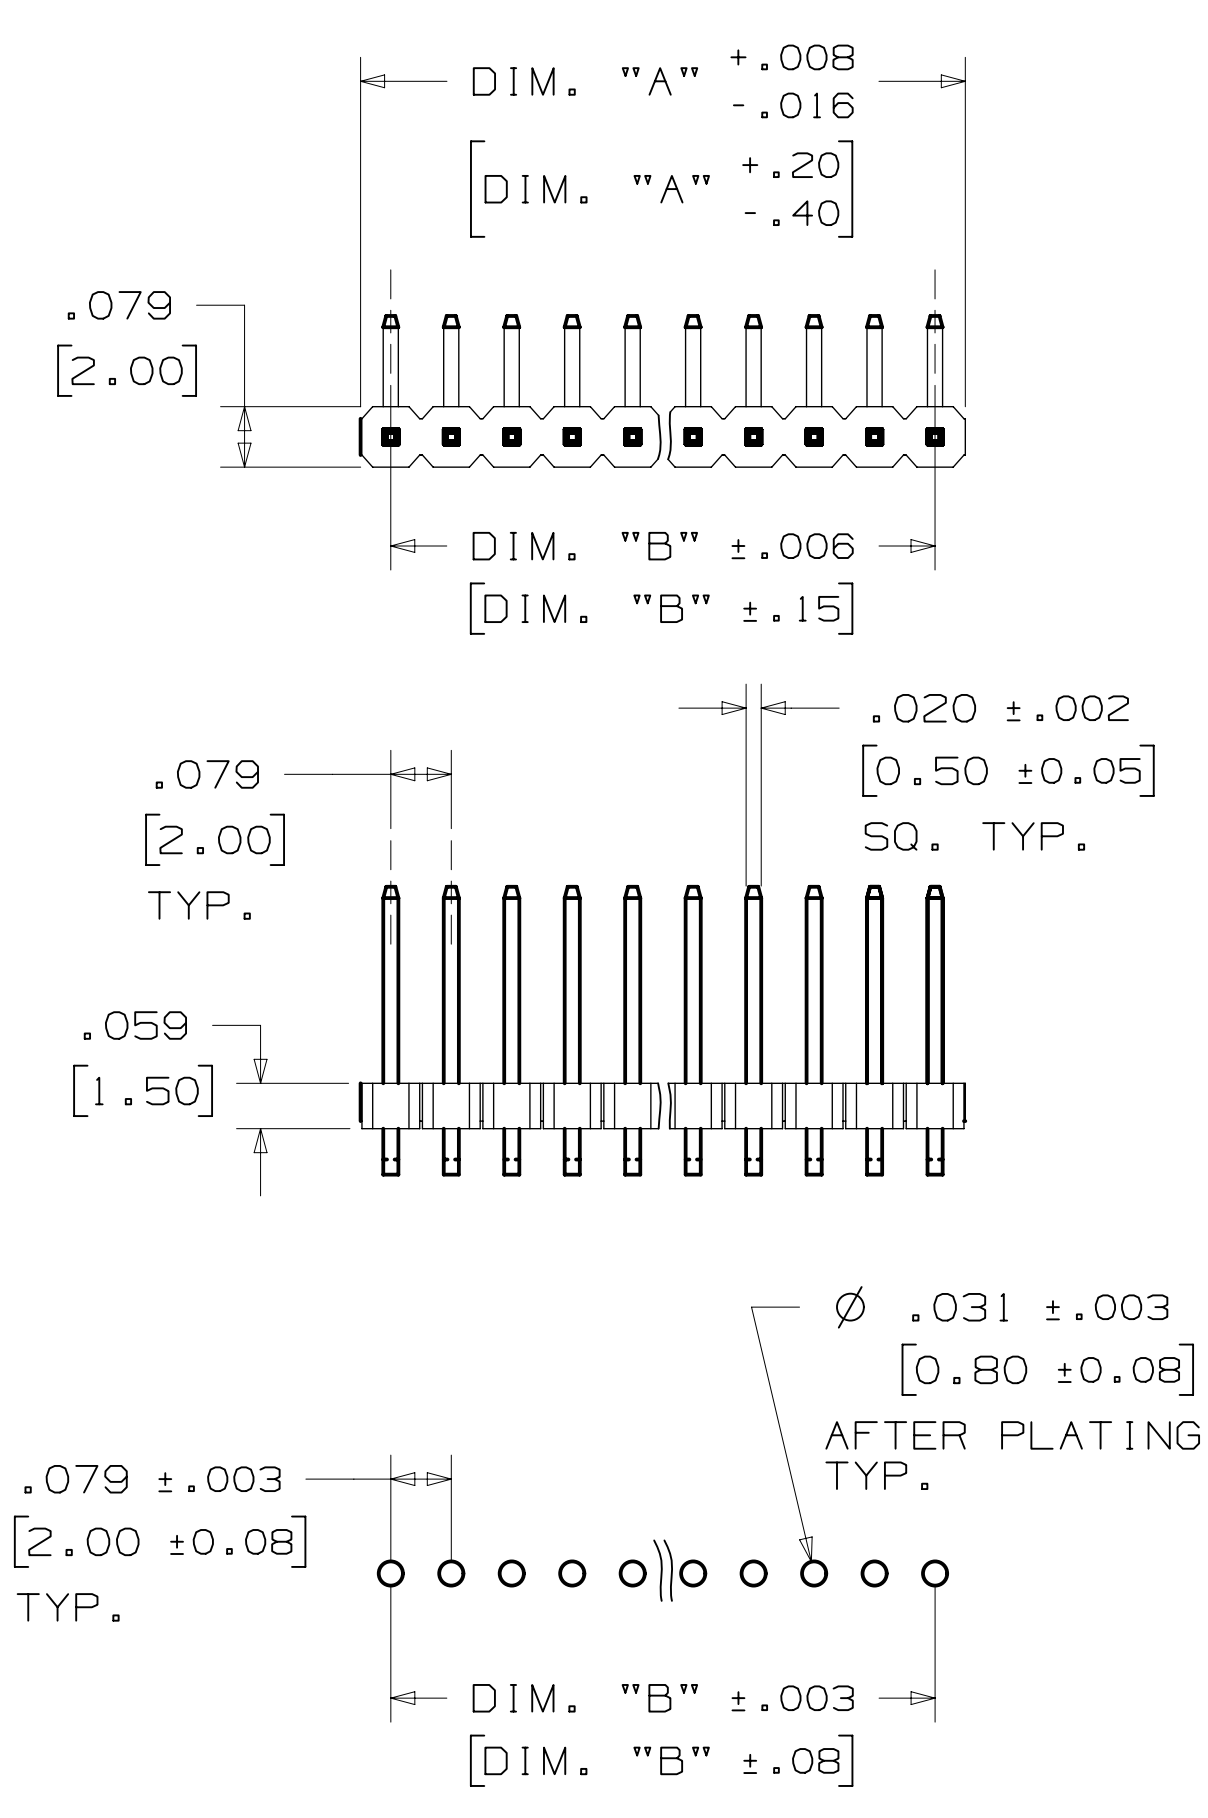 DIM. "A" +.008
-.016
[DIM. "A" +.20
-.40]
.079
[2.00]
DIM. "B" ±.006
[DIM. "B" ±.15]
.020 ±.002
[0.50 ±0.05]
SQ. TYP.
.079
[2.00]
TYP.
.059
[1.50]
Ø .031 ±.003
[0.80 ±0.08]
AFTER PLATING
TYP.
.079 ±.003
[2.00 ±0.08]
TYP.
DIM. "B" ±.003
[DIM. "B" ±.08]